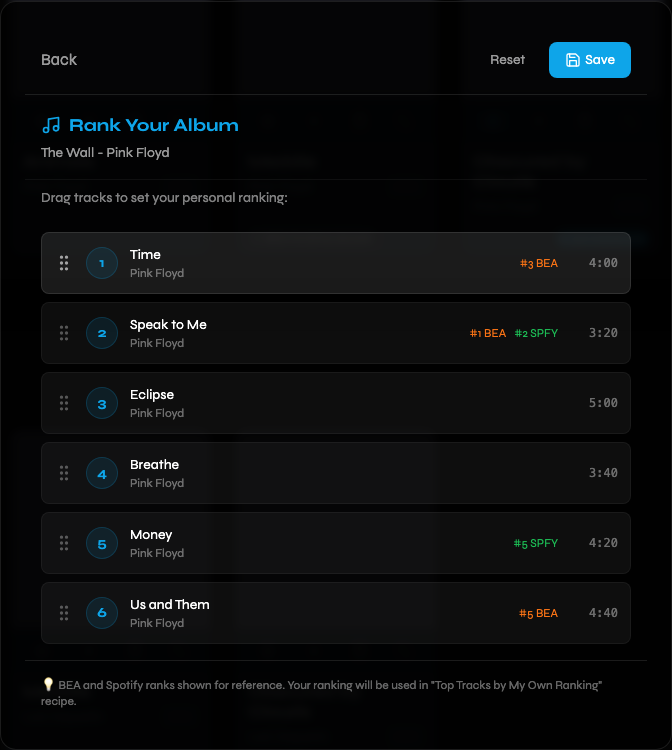 Back
Reset
Save
Rank Your Album
The Wall - Pink Floyd
Drag tracks to set your personal ranking:
1
Time
Pink Floyd
#3 BEA
4:00
2
Speak to Me
Pink Floyd
#1 BEA #2 SPFY
3:20
3
Eclipse
Pink Floyd
5:00
4
Breathe
Pink Floyd
3:40
5
Money
Pink Floyd
#5 SPFY
4:20
6
Us and Them
Pink Floyd
#5 BEA
4:40
💡 BEA and Spotify ranks shown for reference. Your ranking will be used in "Top Tracks by My Own Ranking"
recipe.